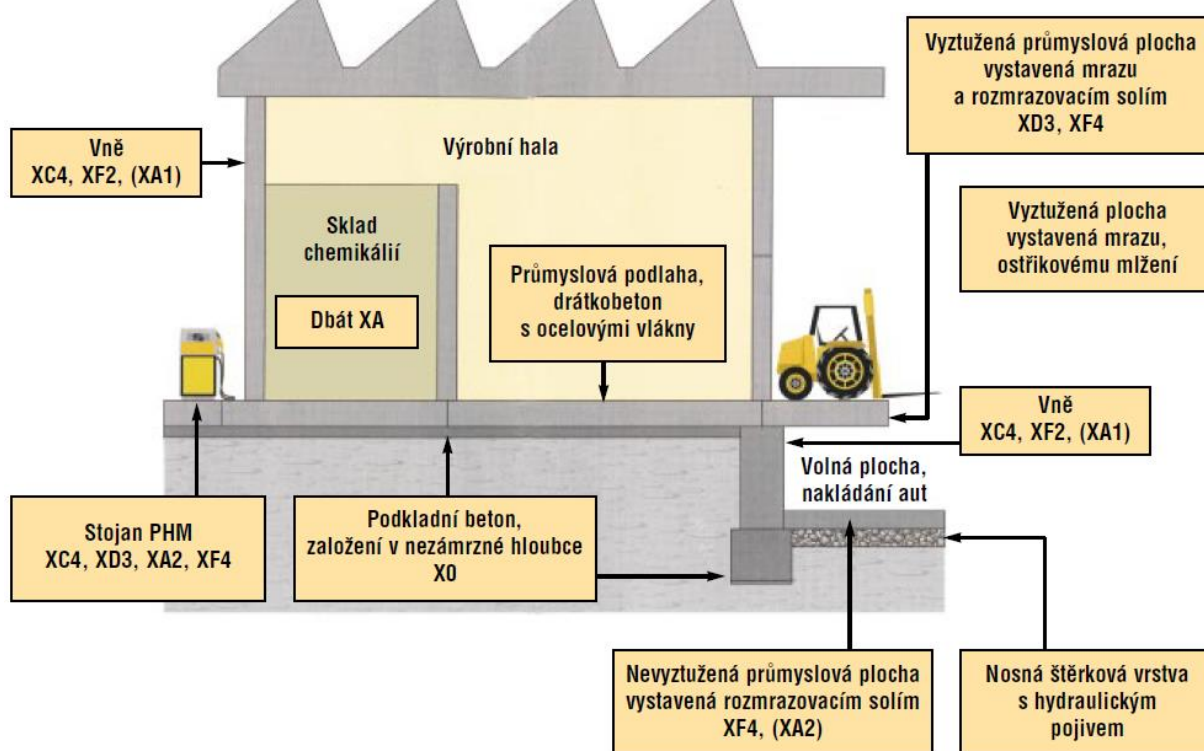 Vyztužená průmyslová plocha
vystavená mrazu
a rozmrazovacím solím
XD3, XF4
Vně
XC4, XF2, (XA1)
Výrobní hala
Vyztužená plocha
vystavená mrazu,
ostřikovému mlžení
Sklad
chemikálií
Dbát XA
Průmyslová podlaha,
drátkobeton
s ocelovými vlákny
Vně
XC4, XF2, (XA1)
Volná plocha,
nakládání aut
Stojan PHM
XC4, XD3, XA2, XF4
Podkladní beton,
založení v nezámrzné hloubce
X0
Nevyztužená průmyslová plocha
vystavená rozmrazovacím solím
XF4, (XA2)
Nosná štěrková vrstva
s hydraulickým
pojivem